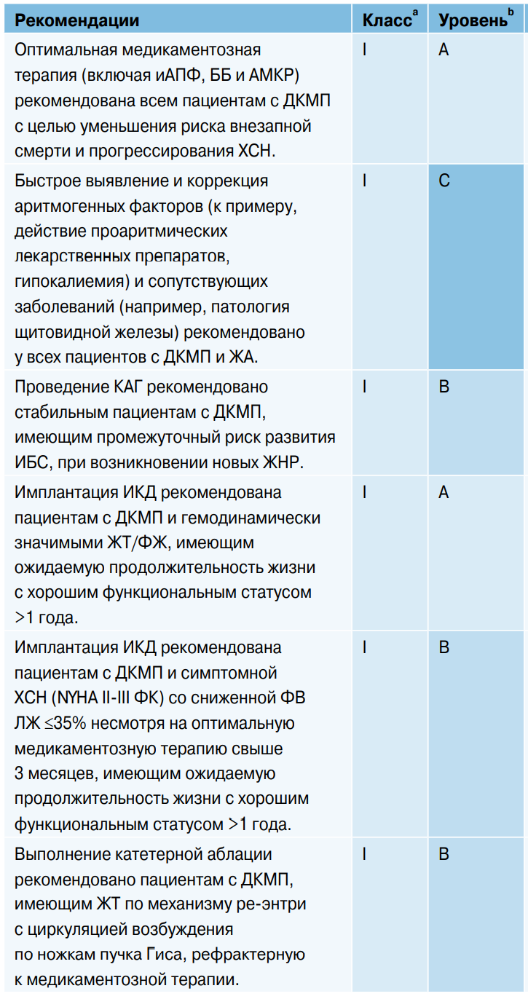 Рекомендации Классᵃ Уровеньᵇ
Оптимальная медикаментозная I A
терапия (включая иАПФ, ББ и АМКР)
рекомендована всем пациентам с ДКМП
с целью уменьшения риска внезапной
смерти и прогрессирования ХСН.
Быстрое выявление и коррекция I C
аритмогенных факторов (к примеру,
действие проаритмических
лекарственных препаратов,
гипокалиемия) и сопутствующих
заболеваний (например, патология
щитовидной железы) рекомендовано
у всех пациентов с ДКМП и ЖА.
Проведение КАГ рекомендовано I B
стабильным пациентам с ДКМП,
имеющим промежуточный риск развития
ИБС, при возникновении новых ЖНР.
Имплантация ИКД рекомендована I A
пациентам с ДКМП и гемодинамически
значимыми ЖТ/ФЖ, имеющим
ожидаемую продолжительность жизни
с хорошим функциональным статусом
>1 года.
Имплантация ИКД рекомендована I B
пациентам с ДКМП и симптомной
ХСН (NYHA II-III ФК) со сниженной ФВ
ЛЖ ≤35% несмотря на оптимальную
медикаментозную терапию свыше
3 месяцев, имеющим ожидаемую
продолжительность жизни с хорошим
функциональным статусом >1 года.
Выполнение катетерной аблации I B
рекомендовано пациентам с ДКМП,
имеющим ЖТ по механизму ре-энтри
с циркуляцией возбуждения
по ножкам пучка Гиса, рефрактерную
к медикаментозной терапии.